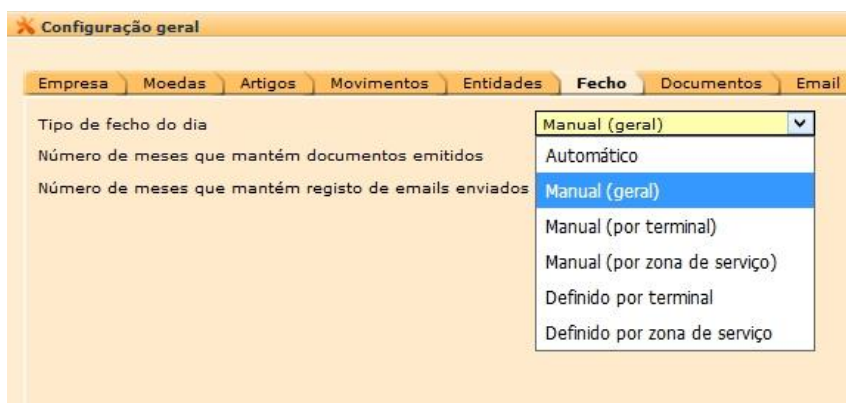 Configuração geral
Empresa Moedas Artigos Movimentos Entidades Fecho Documentos Email
Tipo de fecho do dia Manual (geral)
Número de meses que mantém documentos emitidos
Número de meses que mantém registo de emails enviados
Automático
Manual (geral)
Manual (por terminal)
Manual (por zona de serviço)
Definido por terminal
Definido por zona de serviço